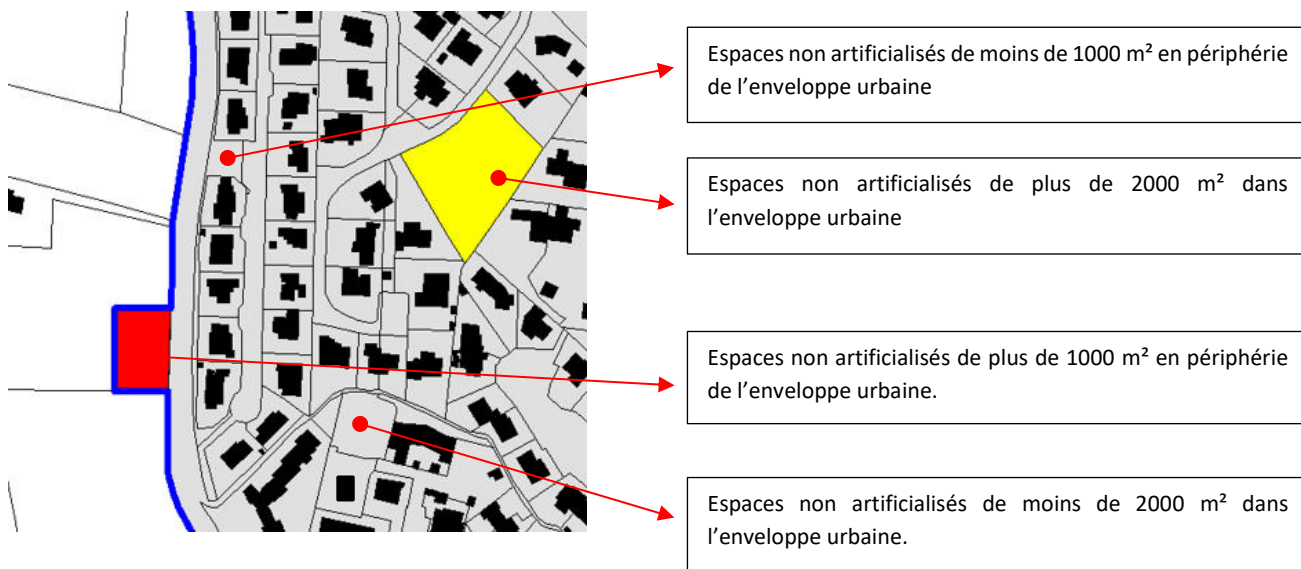 Espaces non artificialisés de moins de 1000 m² en périphérie
de l’enveloppe urbaine
Espaces non artificialisés de plus de 2000 m² dans
l’enveloppe urbaine
Espaces non artificialisés de plus de 1000 m² en périphérie
de l’enveloppe urbaine.
Espaces non artificialisés de moins de 2000 m² dans
l’enveloppe urbaine.